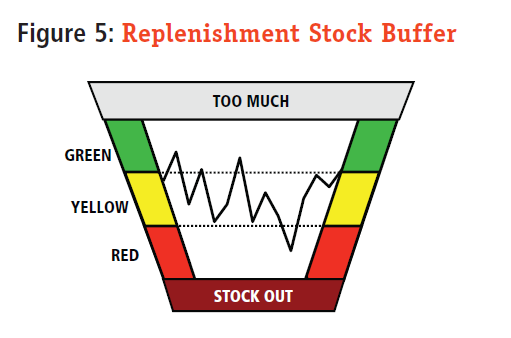 Figure 5: Replenishment Stock Buffer
TOO MUCH
GREEN
YELLOW
RED
STOCK OUT